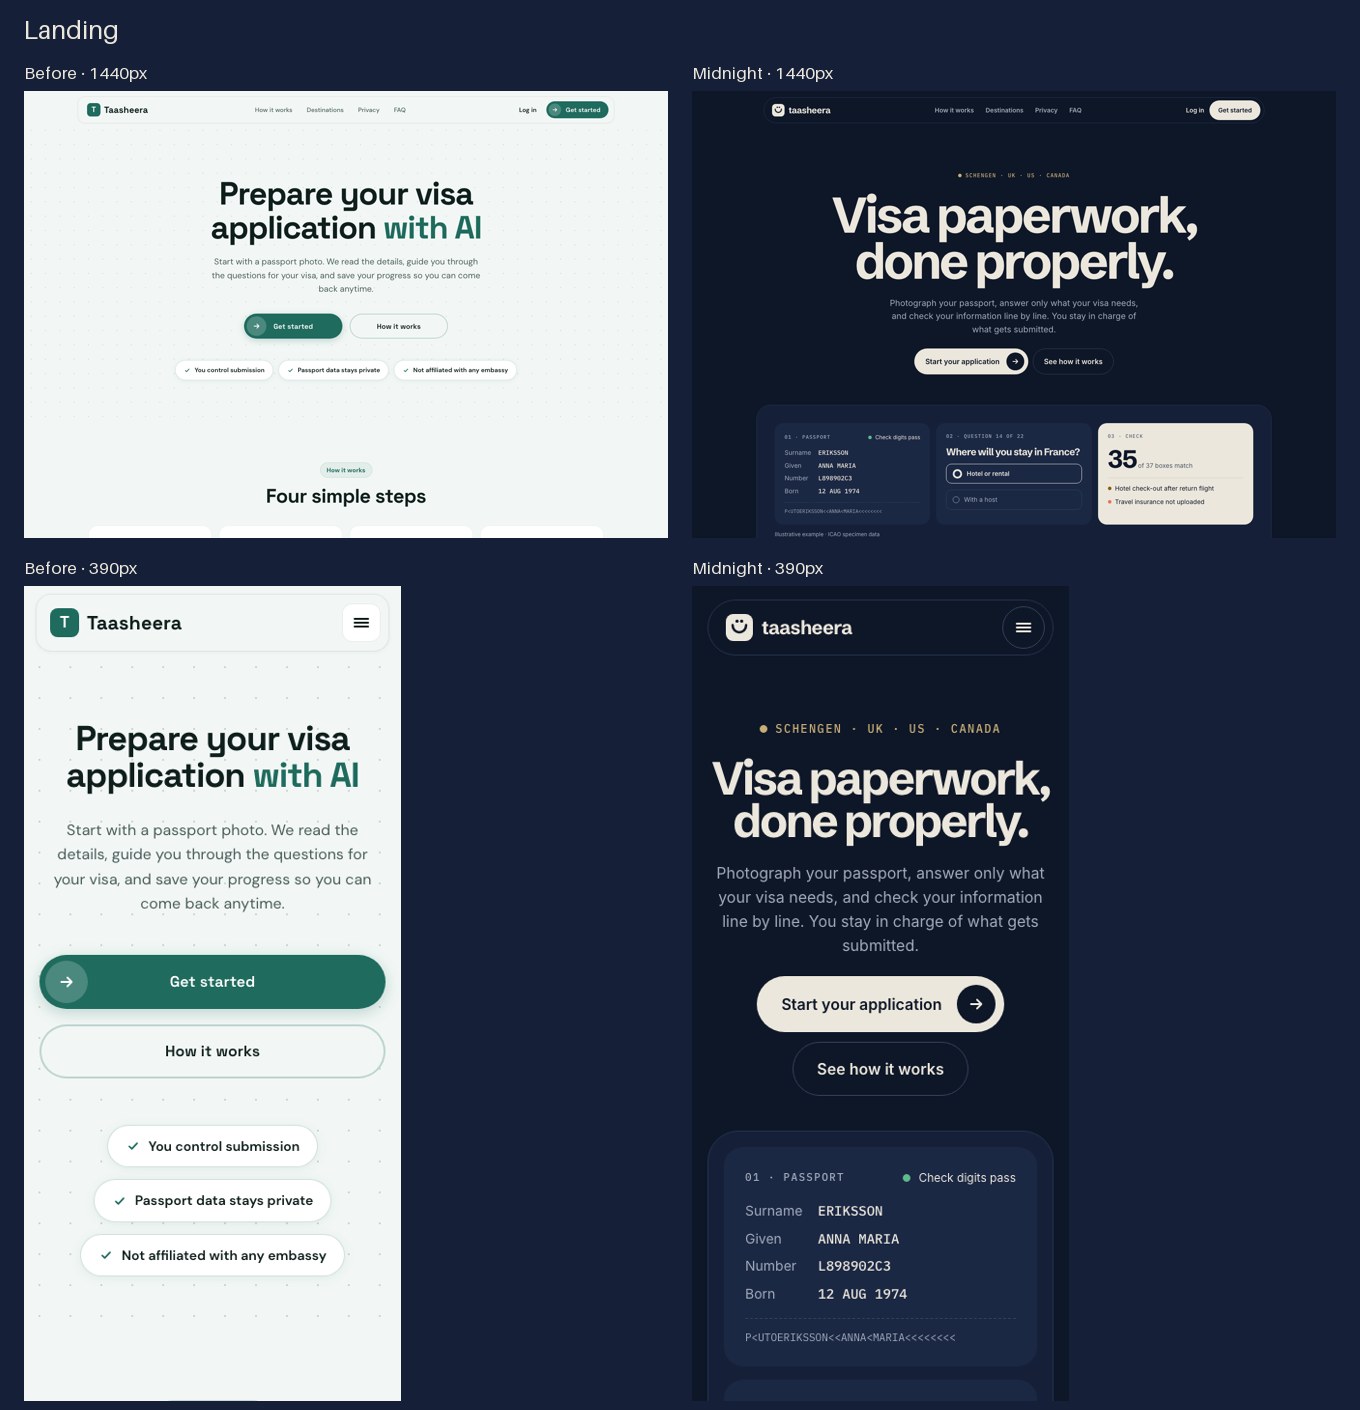 Landing
Before · 1440px
T Taasheera
How it works Destinations Privacy FAQ
Log in Get started
Prepare your visa
application with AI
Start with a passport photo. We read the details, guide you through
the questions for your visa, and save your progress so you can come
back anytime.
Get started How it works
You control submission Passport data stays private Not affiliated with any embassy
How it works
Four simple steps
Midnight · 1440px
taasheera
How it works Destinations Privacy FAQ
Log in Get started
SCHENGEN · UK · US · CANADA
Visa paperwork,
done properly.
Photograph your passport, answer only what your visa needs,
and check your information line by line. You stay in charge of
what gets submitted.
Start your application See how it works
01 · PASSPORT Check digits pass
Surname ERIKSSON
Given ANNA MARIA
Number L898902C3
Born 12 AUG 1974
P<UTOERIKSSON<<ANNA<MARIA<<<<<<<<
02 · QUESTION 14 OF 22
Where will you stay in France?
Hotel or rental
With a host
03 · CHECK
35 of 37 boxes match
Hotel check-out after return flight
Travel insurance not uploaded
Illustrative example · ICAO specimen data
Before · 390px
T Taasheera
Prepare your visa
application with AI
Start with a passport photo. We read the
details, guide you through the questions for
your visa, and save your progress so you can
come back anytime.
Get started
How it works
You control submission
Passport data stays private
Not affiliated with any embassy
Midnight · 390px
taasheera
SCHENGEN · UK · US · CANADA
Visa paperwork,
done properly.
Photograph your passport, answer only what
your visa needs, and check your information
line by line. You stay in charge of what gets
submitted.
Start your application
See how it works
01 · PASSPORT Check digits pass
Surname ERIKSSON
Given ANNA MARIA
Number L898902C3
Born 12 AUG 1974
P<UTOERIKSSON<<ANNA<MARIA<<<<<<<<